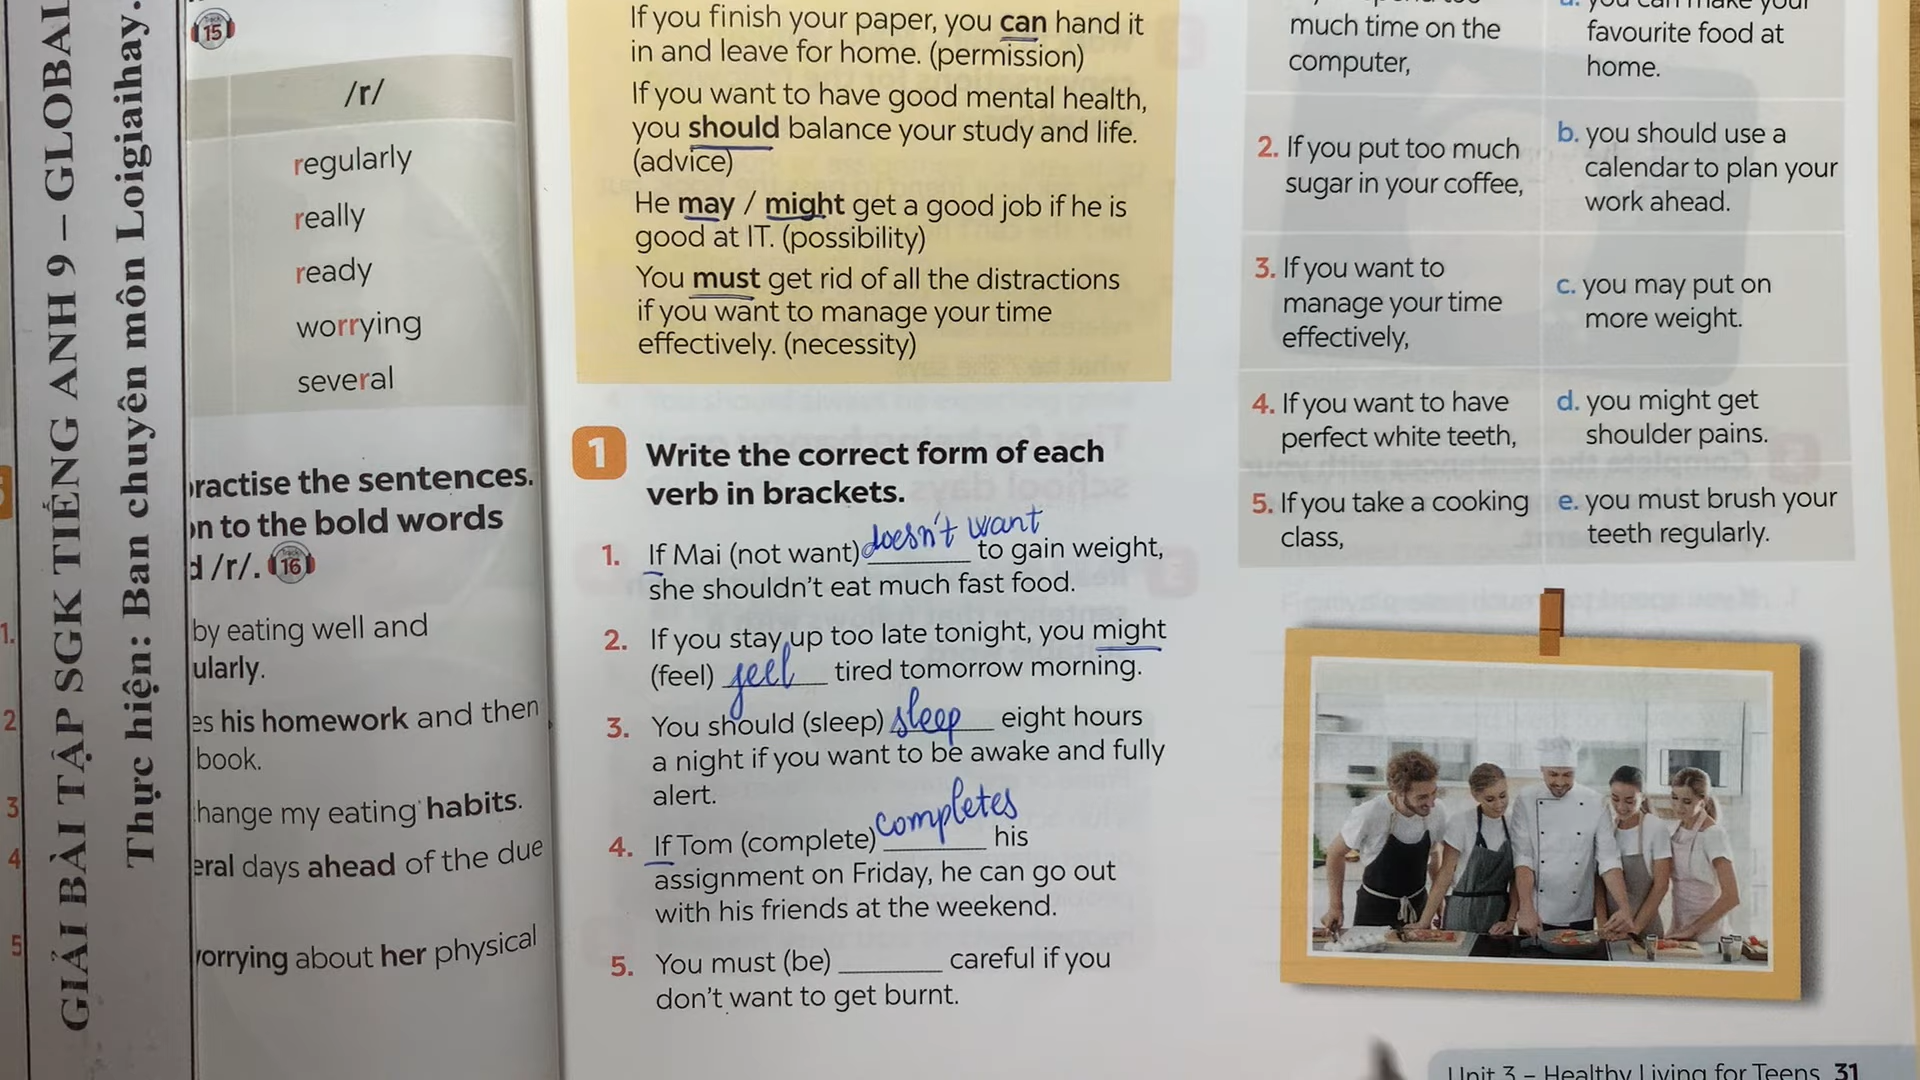 GIẢI BÀI TẬP SGK TIẾNG ANH 9 – GLOBAL
Thực hiện: Ban chuyên môn Loigiaihay.
Track
15
/r/
regularly
really
ready
worrying
several
practise the sentences.
on to the bold words
d /r/.
Track
16
1.
by eating well and
ularly.
2
es his homework and then
book.
3
hange my eating habits.
4
eral days ahead of the due
5
orrying about her physical
If you finish your paper, you can hand it
in and leave for home. (permission)
If you want to have good mental health,
you should balance your study and life.
(advice)
He may / might get a good job if he is
good at IT. (possibility)
You must get rid of all the distractions
if you want to manage your time
effectively. (necessity)
1 Write the correct form of each
verb in brackets.
1. If Mai (not want) doesn't want to gain weight,
she shouldn't eat much fast food.
2. If you stay up too late tonight, you might
(feel) feel tired tomorrow morning.
3. You should (sleep) sleep eight hours
a night if you want to be awake and fully
alert.
4. If Tom (complete) completes his
assignment on Friday, he can go out
with his friends at the weekend.
5. You must (be) ________ careful if you
don't want to get burnt.
much time on the
computer,
a. you can make your
favourite food at
home.
2. If you put too much
sugar in your coffee,
b. you should use a
calendar to plan your
work ahead.
3. If you want to
manage your time
effectively,
c. you may put on
more weight.
4. If you want to have
perfect white teeth,
d. you might get
shoulder pains.
5. If you take a cooking
class,
e. you must brush your
teeth regularly.
Unit 3 – Healthy Living for Teens 31